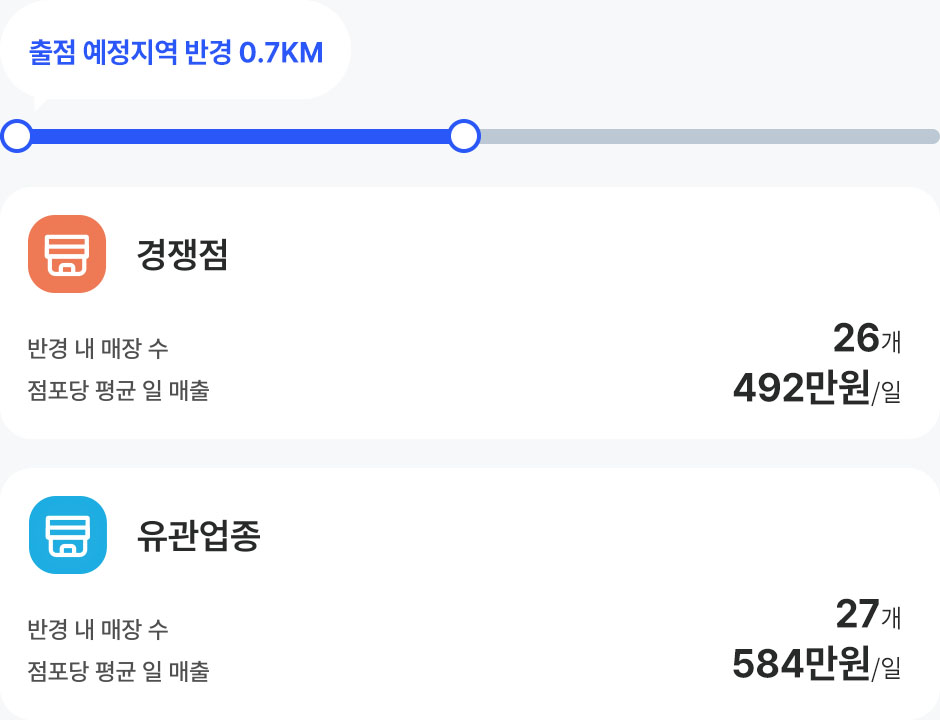 출점 예정지역 반경 0.7KM
경쟁점
반경 내 매장 수 26개
점포당 평균 일 매출 492만원/일
유관업종
반경 내 매장 수 27개
점포당 평균 일 매출 584만원/일